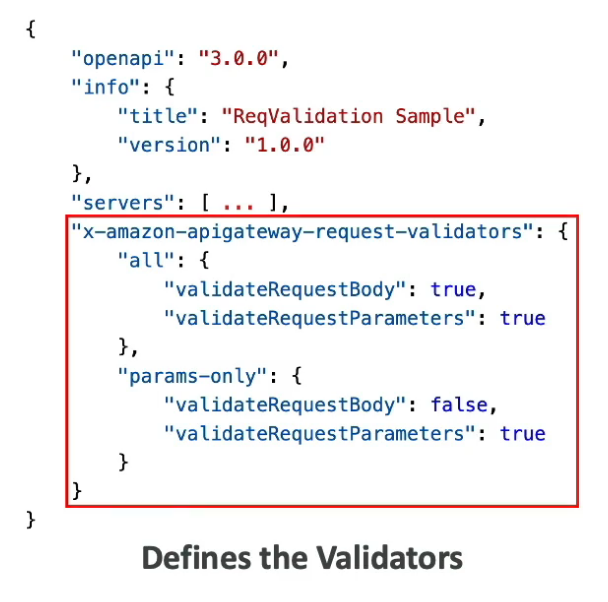 {
    "openapi": "3.0.0",
    "info": {
        "title": "ReqValidation Sample",
        "version": "1.0.0"
    },
    "servers": [ ... ],
    "x-amazon-apigateway-request-validators": {
        "all": {
            "validateRequestBody": true,
            "validateRequestParameters": true
        },
        "params-only": {
            "validateRequestBody": false,
            "validateRequestParameters": true
        }
    }
}
Defines the Validators